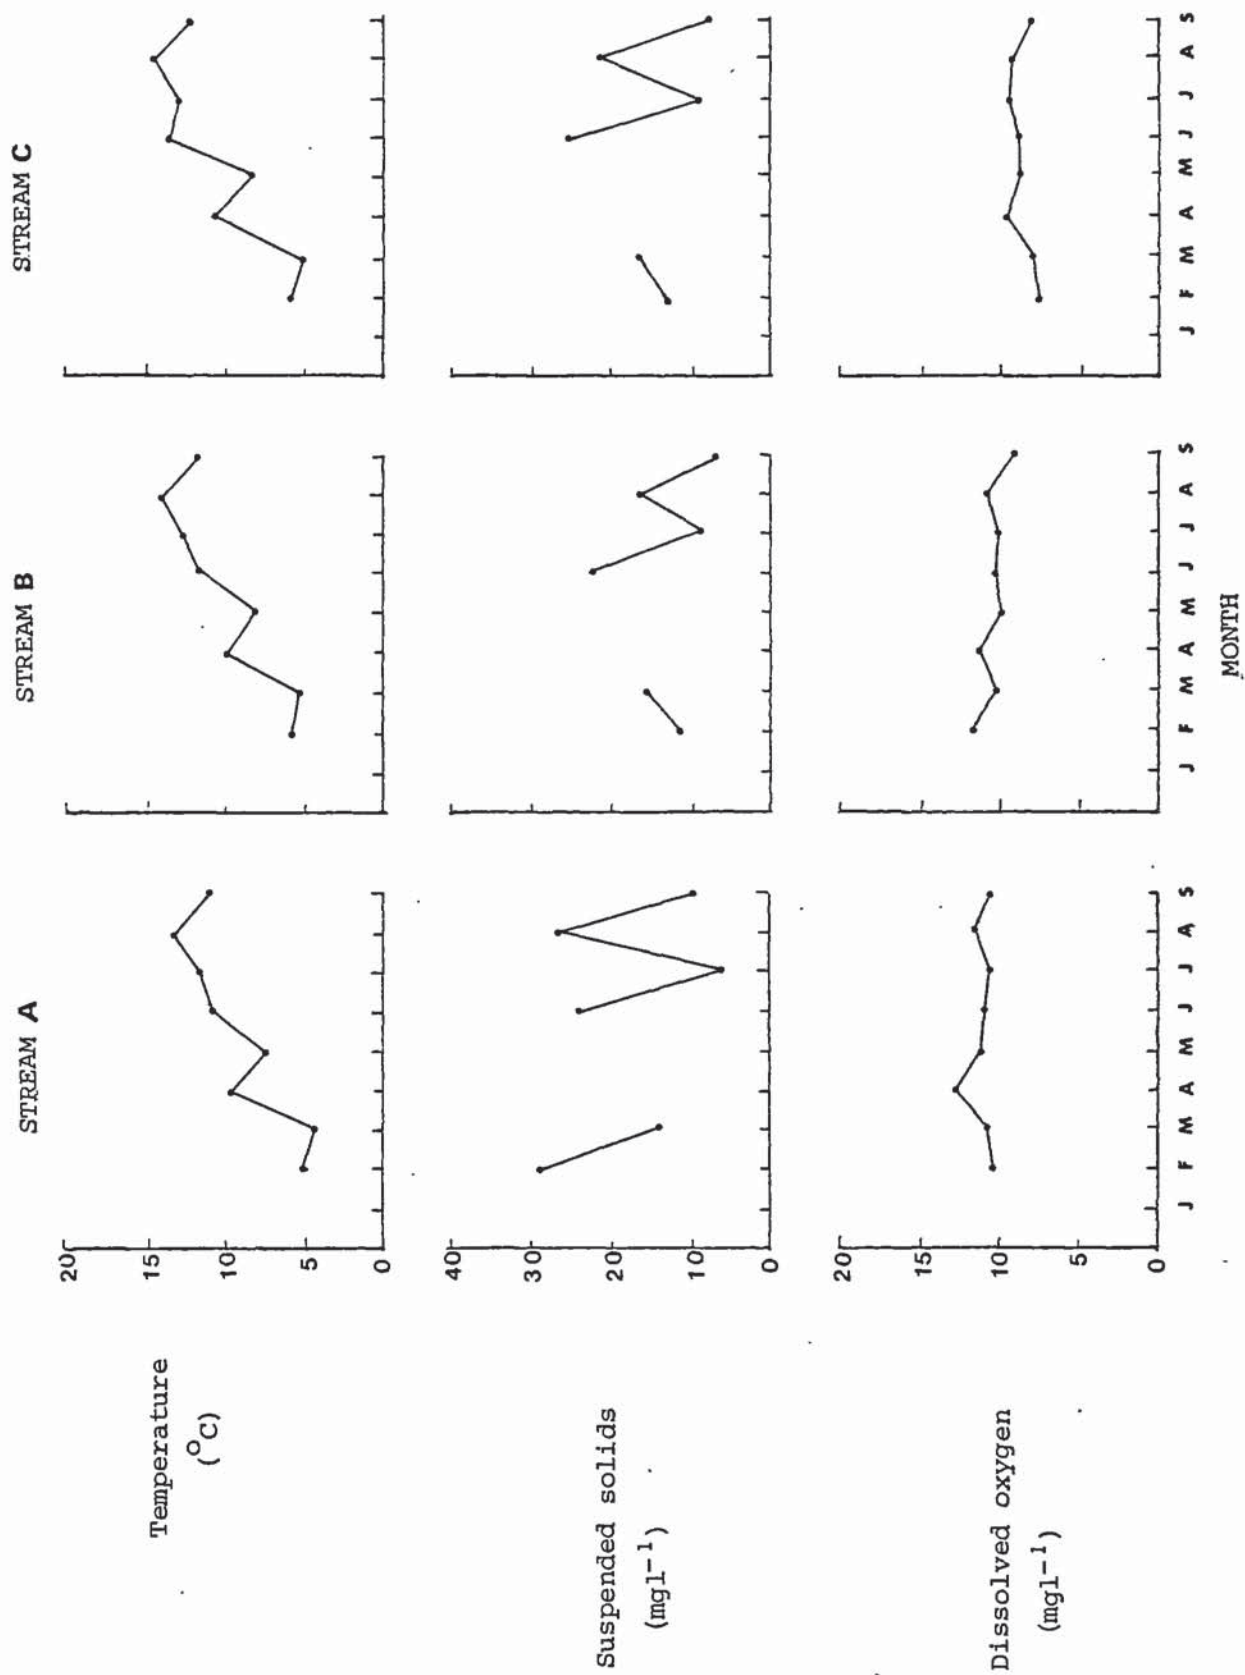 STREAM A
STREAM B
STREAM C
Temperature
(°C)
20
15
10
5
0
Suspended solids
(mgl⁻¹)
40
30
20
10
0
Dissolved oxygen
(mgl⁻¹)
20
15
10
5
0
J F M A M J J A S
J F M A M J J A S
J F M A M J J A S
MONTH